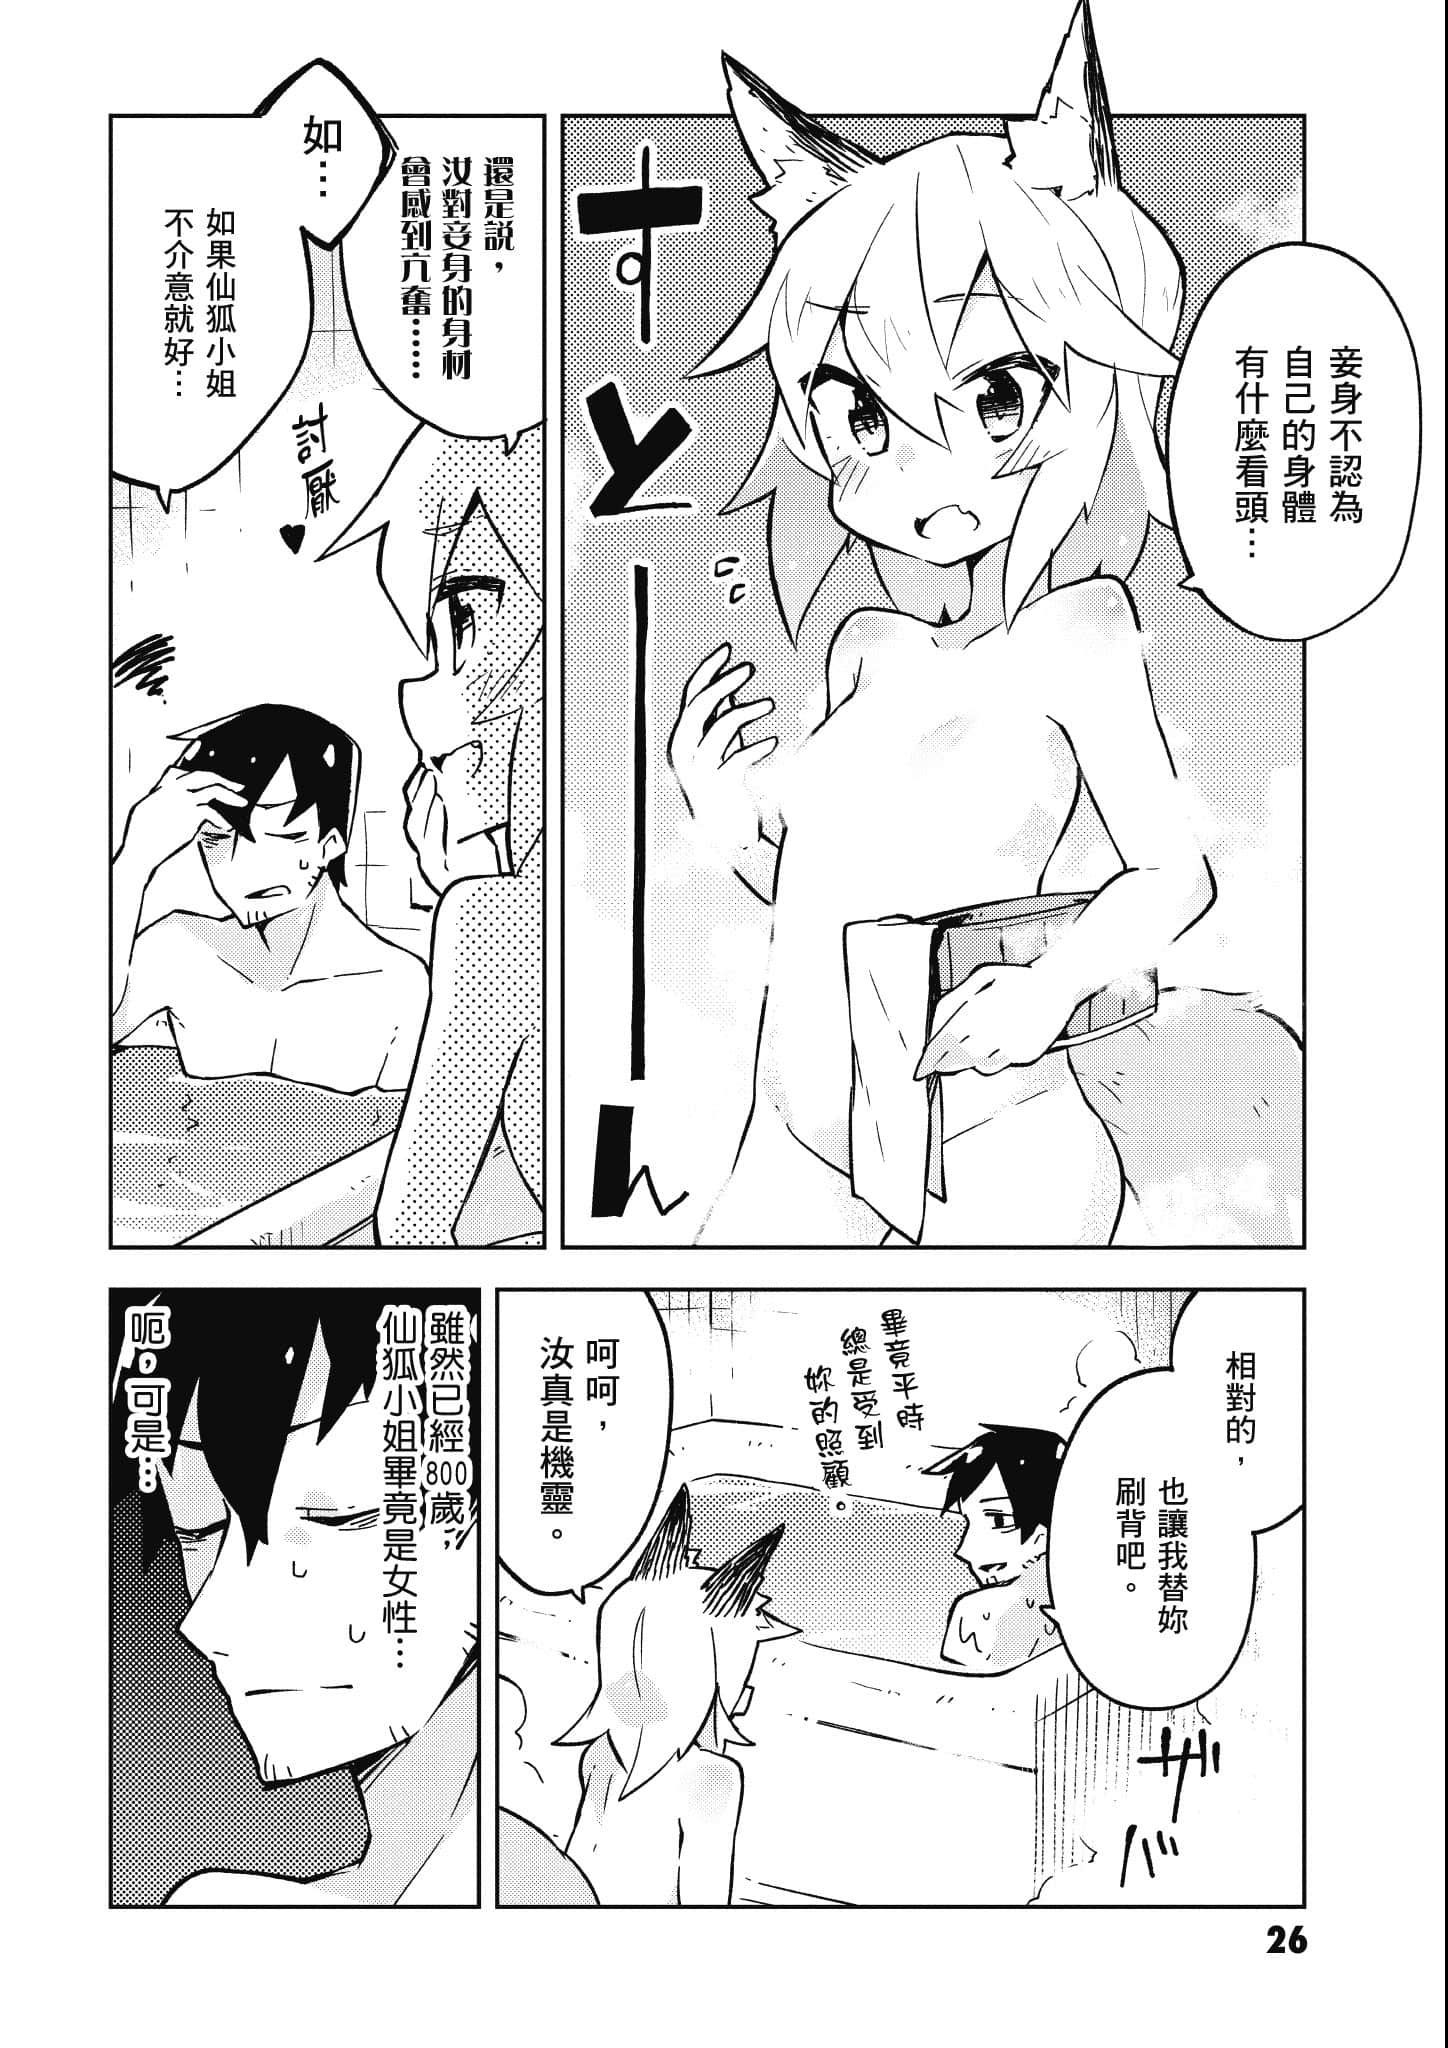 妾身不認為
自己的身體
有什麼看頭…
すとーん
還是說，
汝對妾身的身材
會感到亢奮……
討厭♥
如…
如果仙狐小姐
不介意就好…
相對的，
也讓我替妳
刷背吧。
畢竟平時
總是受到
妳的照顧。
ザバ
呵呵，
汝真是機靈。
雖然已經800歲，
仙狐小姐畢竟是女性…
呃，可是…
26